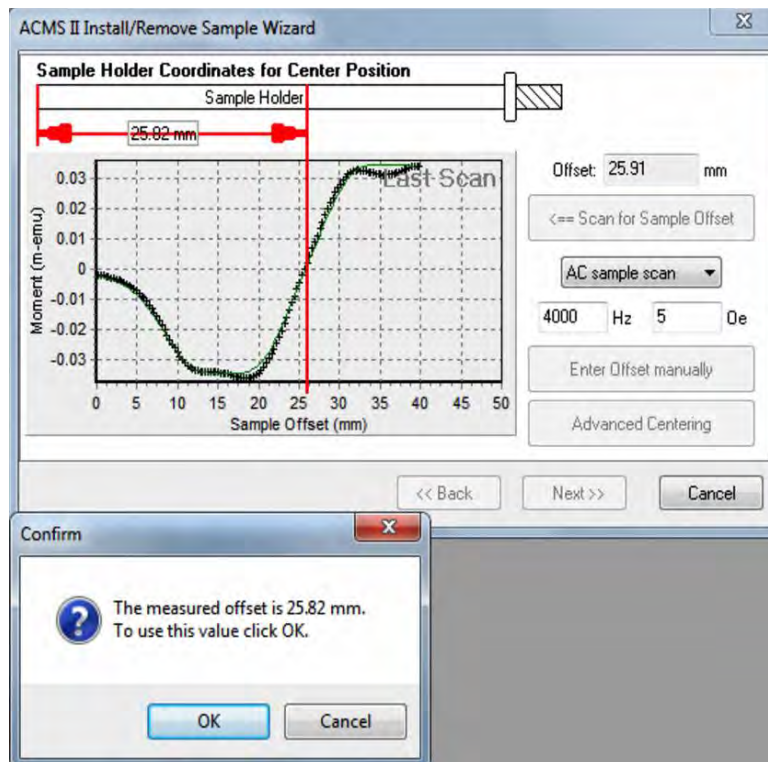 ACMS II Install/Remove Sample Wizard
Sample Holder Coordinates for Center Position
Sample Holder
25.82 mm
Last Scan
Moment (m-emu)
0.03
0.02
0.01
0
-0.01
-0.02
-0.03
0 5 10 15 20 25 30 35 40 45 50
Sample Offset (mm)
Offset: 25.91 mm
<== Scan for Sample Offset
AC sample scan
4000 Hz 5 Oe
Enter Offset manually
Advanced Centering
<< Back Next >> Cancel
Confirm
The measured offset is 25.82 mm.
To use this value click OK.
OK Cancel